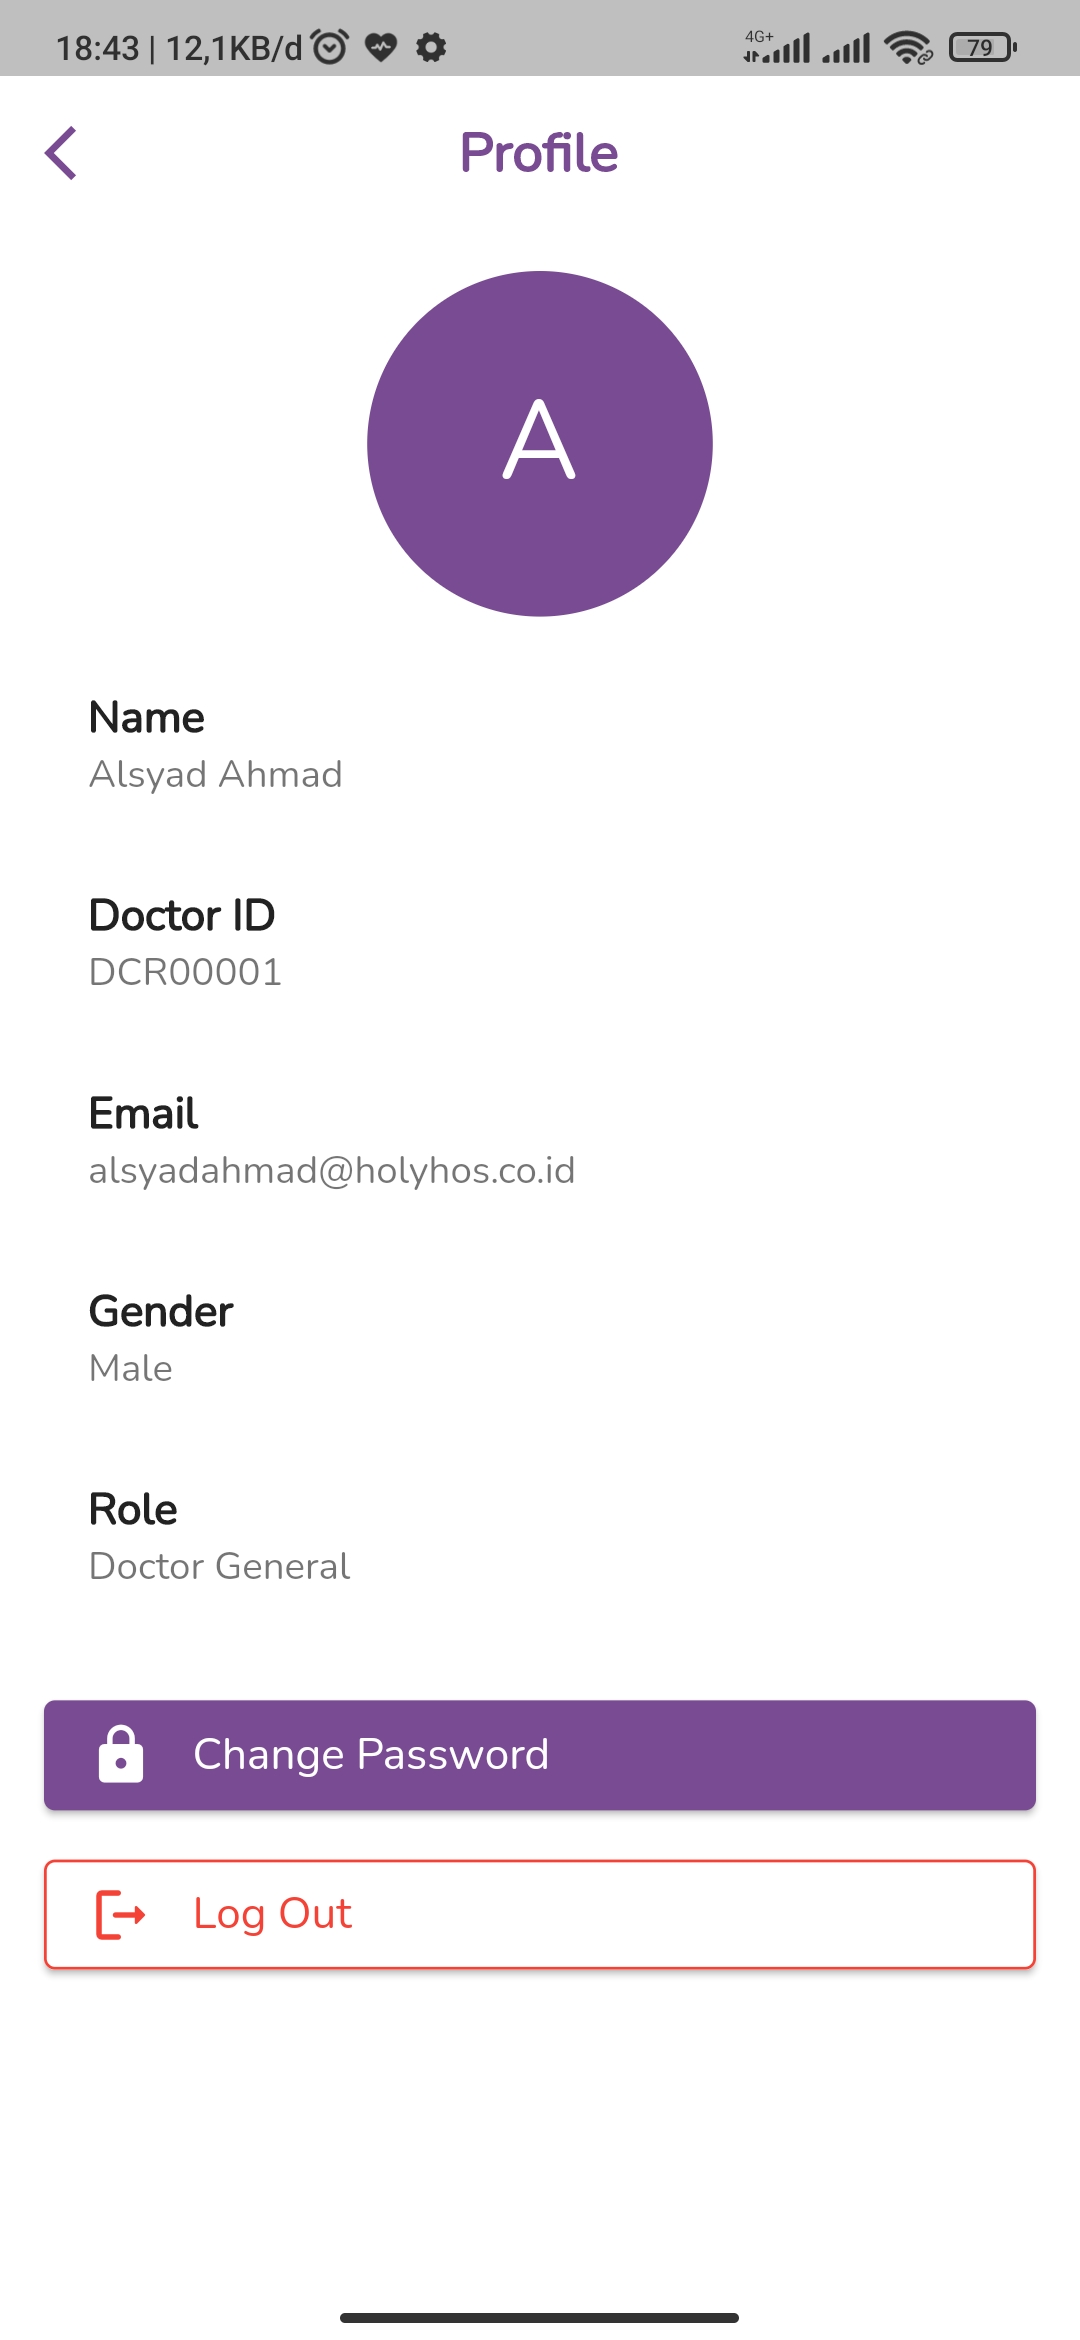 18:43 | 12,1KB/d
4G+
79
Profile
A
Name
Alsyad Ahmad
Doctor ID
DCR00001
Email
alsyadahmad@holyhos.co.id
Gender
Male
Role
Doctor General
Change Password
Log Out